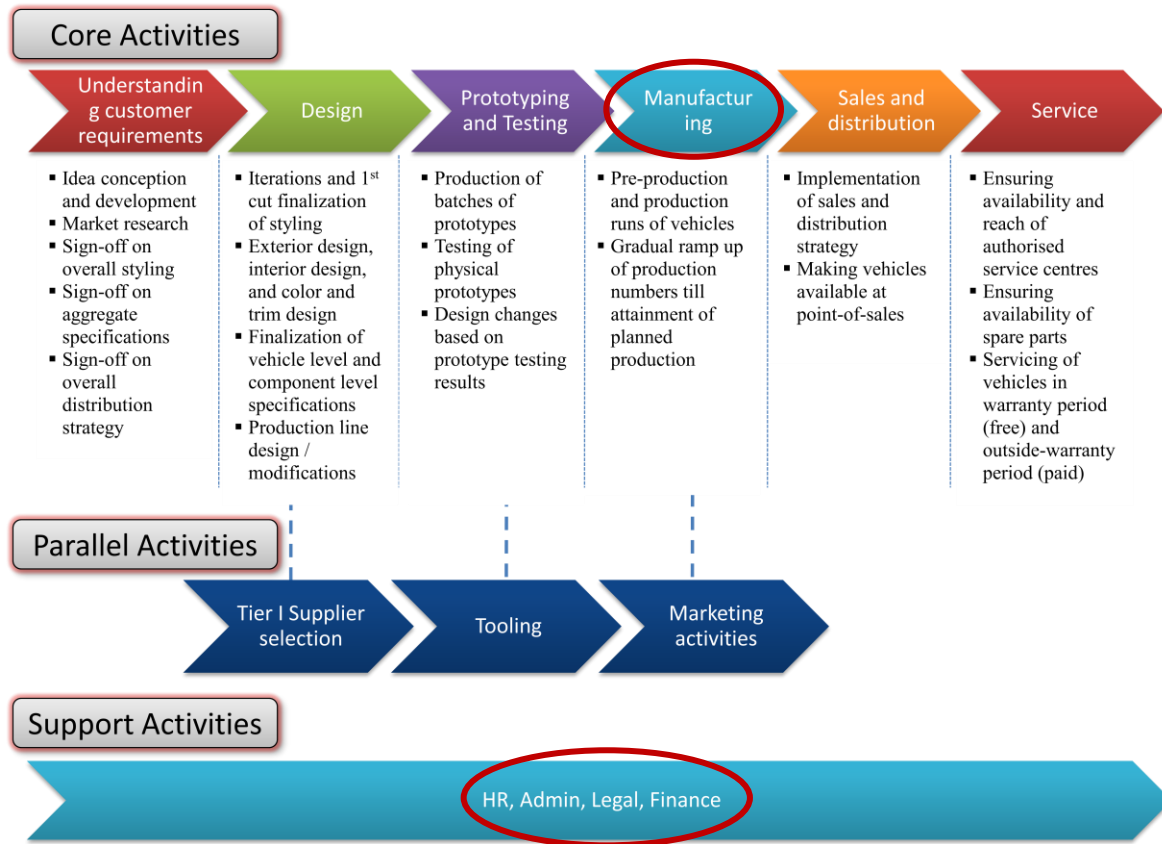 Core Activities
Understandin
g customer
requirements
Design
Prototyping
and Testing
Manufactur
ing
Sales and
distribution
Service
▪ Idea conception
and development
▪ Market research
▪ Sign-off on
overall styling
▪ Sign-off on
aggregate
specifications
▪ Sign-off on
overall
distribution
strategy
▪ Iterations and 1st
cut finalization
of styling
▪ Exterior design,
interior design,
and color and
trim design
▪ Finalization of
vehicle level and
component level
specifications
▪ Production line
design /
modifications
▪ Production of
batches of
prototypes
▪ Testing of
physical
prototypes
▪ Design changes
based on
prototype testing
results
▪ Pre-production
and production
runs of vehicles
▪ Gradual ramp up
of production
numbers till
attainment of
planned
production
▪ Implementation
of sales and
distribution
strategy
▪ Making vehicles
available at
point-of-sales
▪ Ensuring
availability and
reach of
authorised
service centres
▪ Ensuring
availability of
spare parts
▪ Servicing of
vehicles in
warranty period
(free) and
outside-warranty
period (paid)
Parallel Activities
Tier I Supplier
selection
Tooling
Marketing
activities
Support Activities
HR, Admin, Legal, Finance